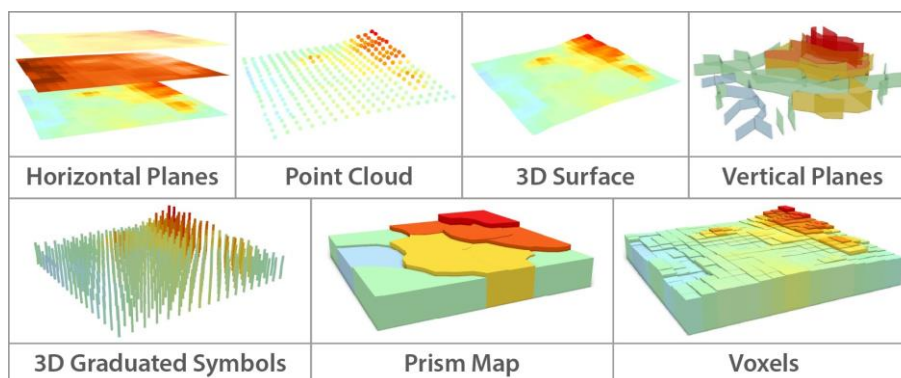 Horizontal Planes
Point Cloud
3D Surface
Vertical Planes
3D Graduated Symbols
Prism Map
Voxels